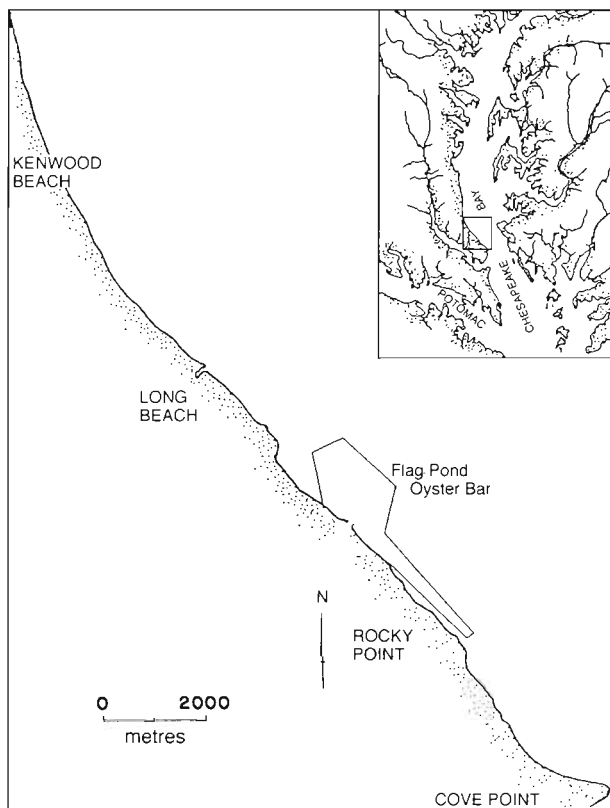 KENWOOD
BEACH
BAY
CHESAPEAKE
POTOMAC
LONG
BEACH
Flag Pond
Oyster Bar
N
ROCKY
POINT
0 2000
metres
COVE POINT